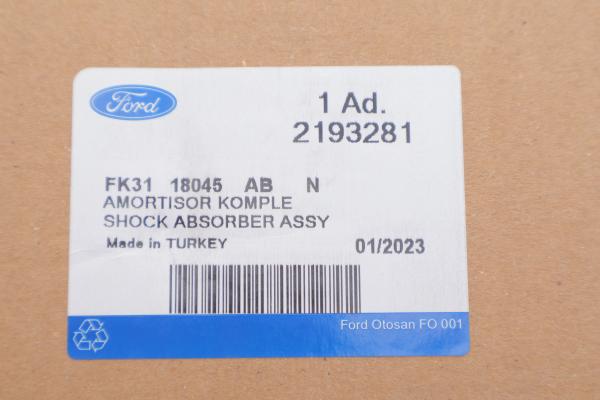 Ford
1 Ad.
2193281
FK31 18045 AB N
AMORTISOR KOMPLE
SHOCK ABSORBER ASSY
Made in TURKEY 01/2023
Ford Otosan FO 001